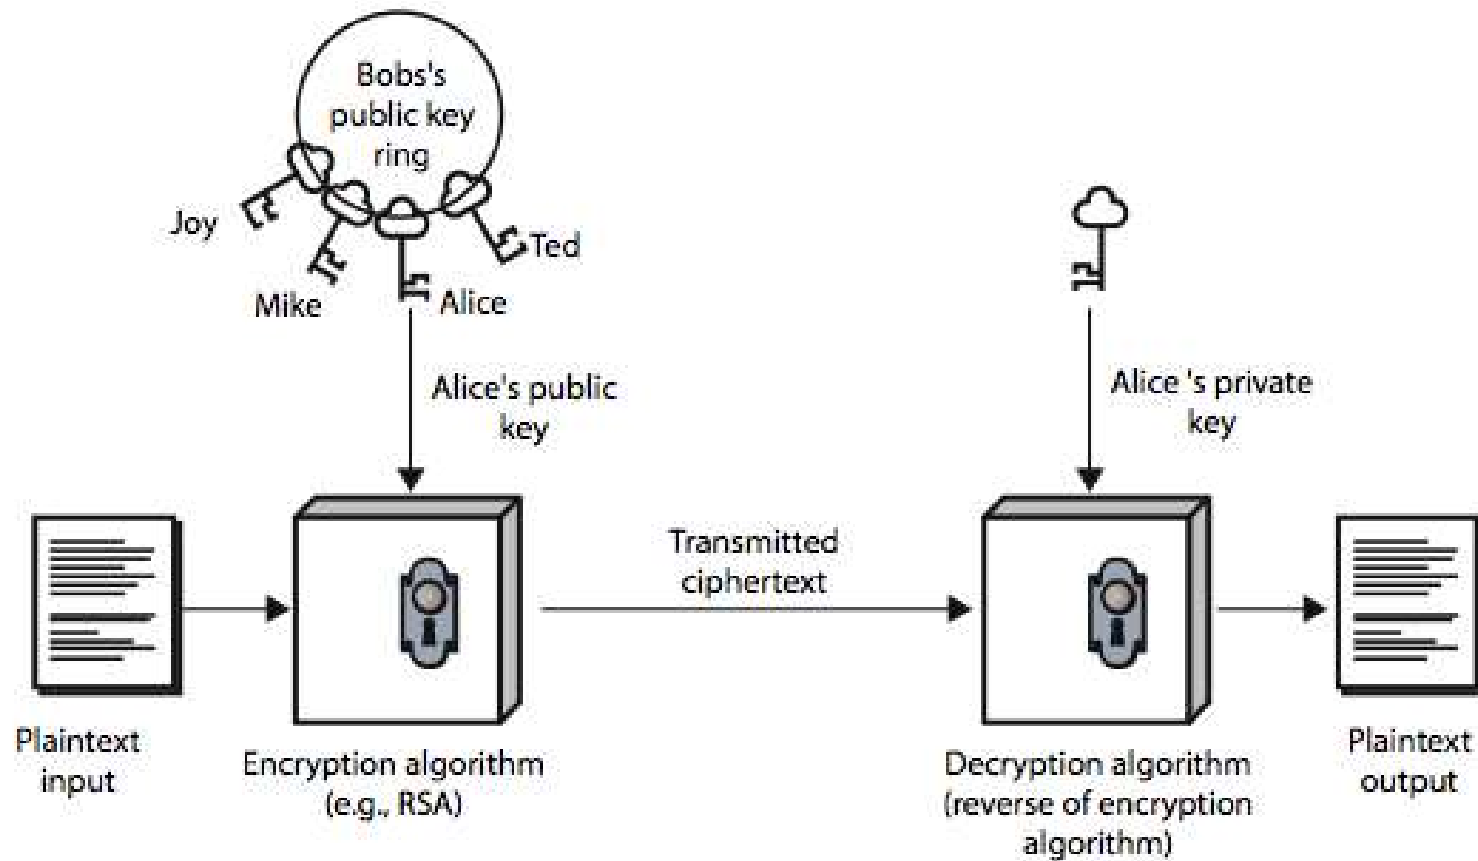 Bobs's
public key
ring
Joy
Mike
Alice
Ted
Alice's public
key
Alice 's private
key
Transmitted
ciphertext
Plaintext
input
Encryption algorithm
(e.g., RSA)
Decryption algorithm
(reverse of encryption
algorithm)
Plaintext
output